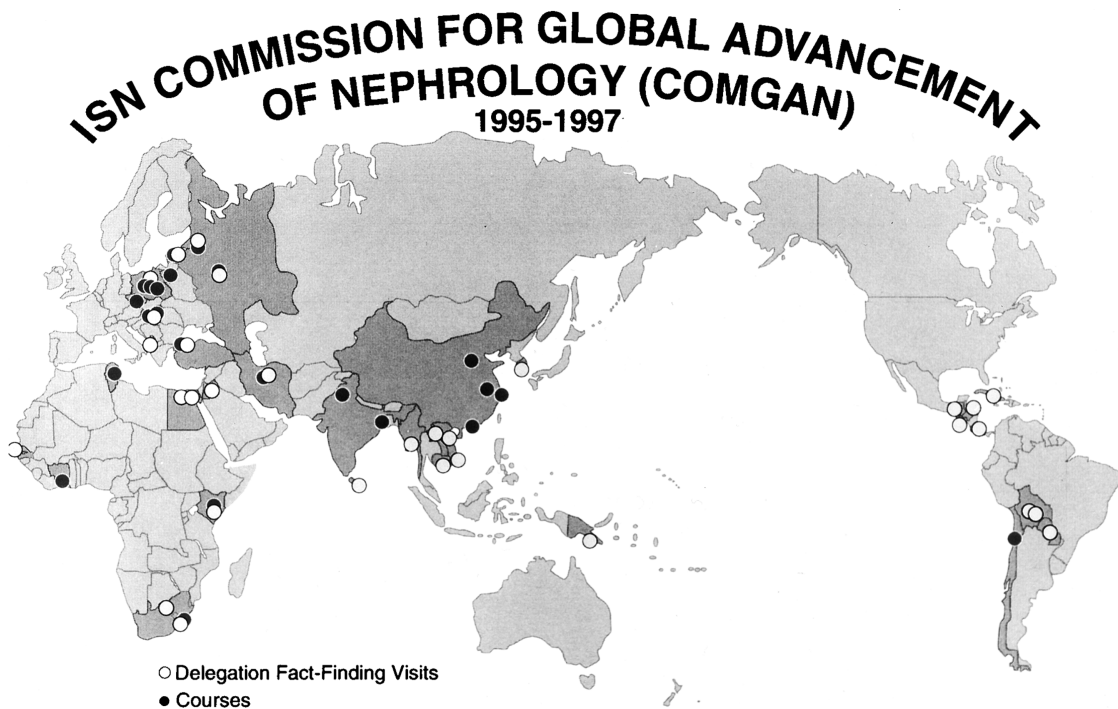 ISN COMMISSION FOR GLOBAL ADVANCEMENT
OF NEPHROLOGY (COMGAN)
1995-1997
Delegation Fact-Finding Visits
Courses